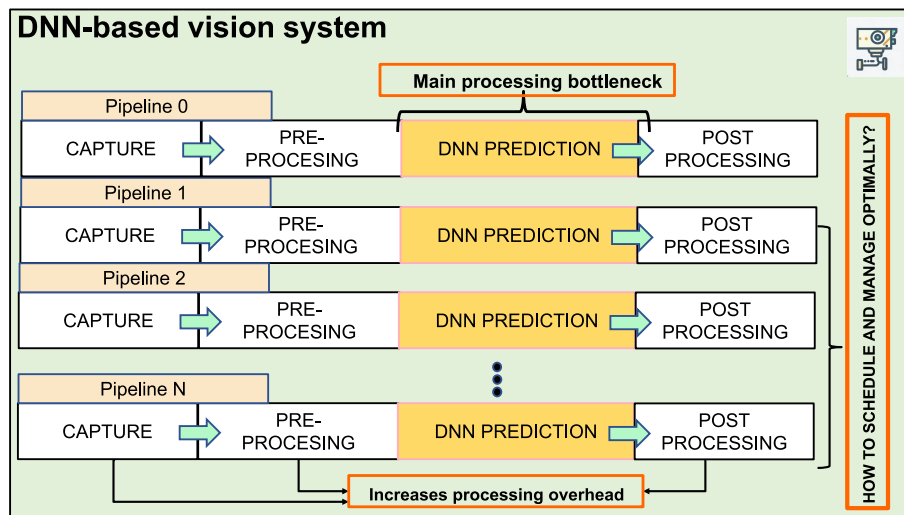 DNN-based vision system
Main processing bottleneck
Pipeline 0
CAPTURE
PRE-
PROCESING
DNN PREDICTION
POST
PROCESSING
Pipeline 1
CAPTURE
PRE-
PROCESING
DNN PREDICTION
POST
PROCESSING
Pipeline 2
CAPTURE
PRE-
PROCESING
DNN PREDICTION
POST
PROCESSING
Pipeline N
CAPTURE
PRE-
PROCESING
DNN PREDICTION
POST
PROCESSING
Increases processing overhead
HOW TO SCHEDULE AND MANAGE OPTIMALLY?